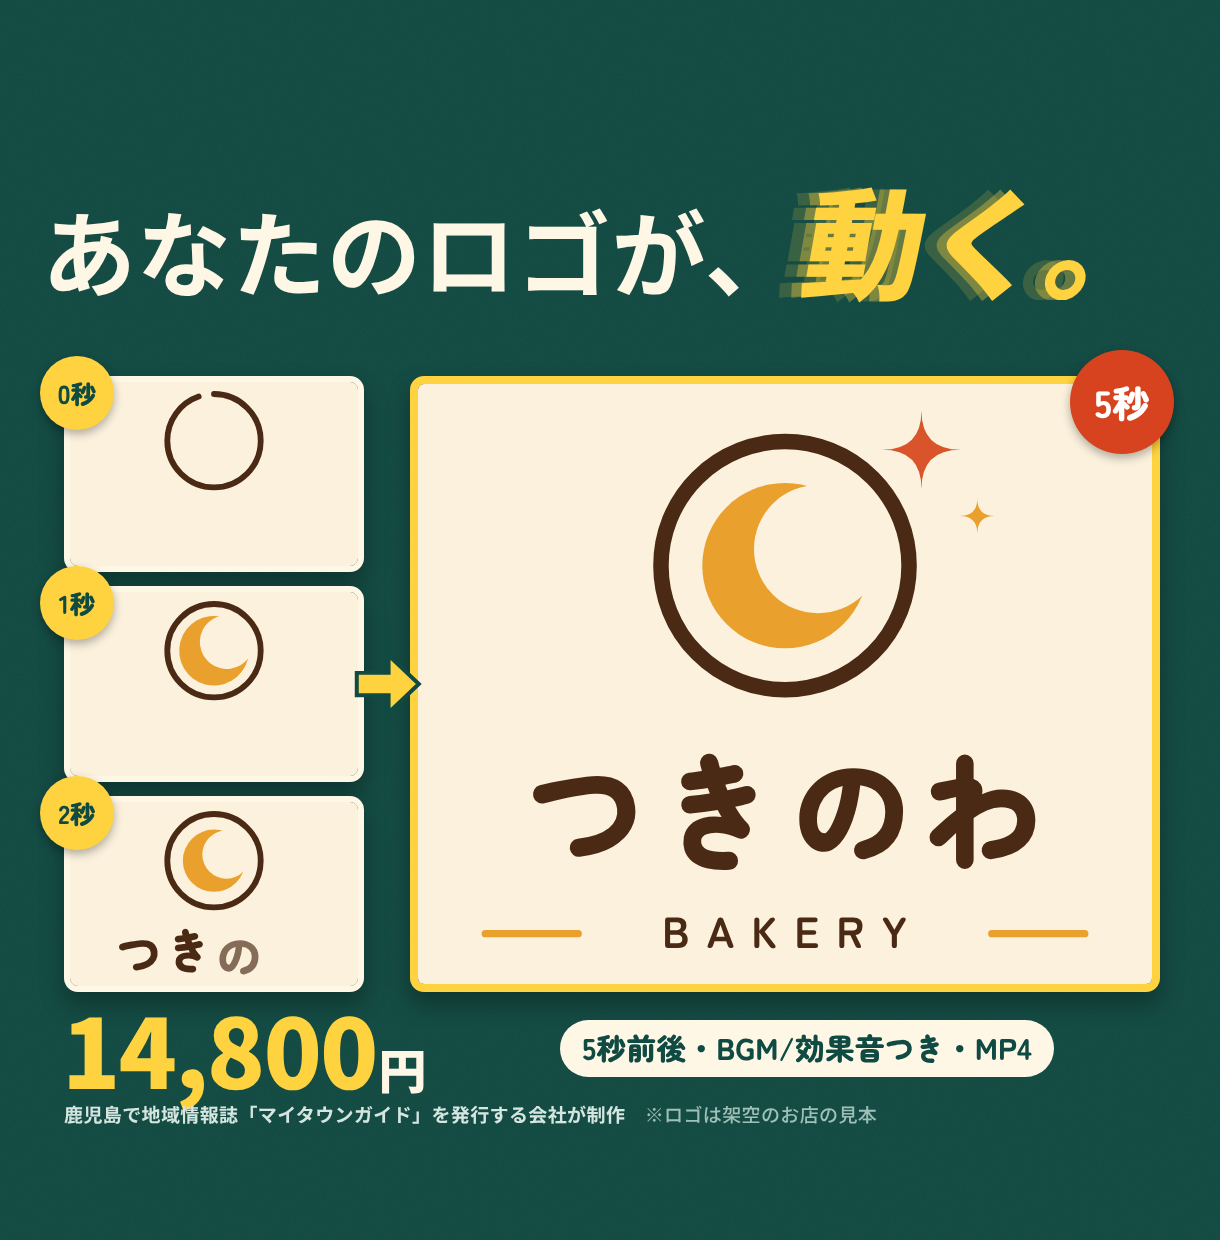 あなたのロゴが、動く。
0秒
1秒
2秒
つきの
5秒
つきのわ
BAKERY
14,800円
5秒前後・BGM/効果音つき・MP4
鹿児島で地域情報誌「マイタウンガイド」を発行する会社が制作 ※ロゴは架空のお店の見本